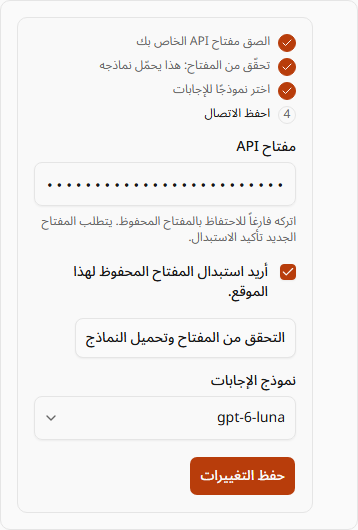 الصق مفتاح API الخاص بك
تحقّق من المفتاح: هذا يحمّل نماذجه
اختر نموذجًا للإجابات
4 احفظ الاتصال
مفتاح API
••••••••••••••••••••••••
اتركه فارغاً للاحتفاظ بالمفتاح المحفوظ. يتطلب المفتاح
الجديد تأكيد الاستبدال.
أريد استبدال المفتاح المحفوظ لهذا
الموقع.
التحقق من المفتاح وتحميل النماذج
نموذج الإجابات
gpt-6-luna
حفظ التغييرات